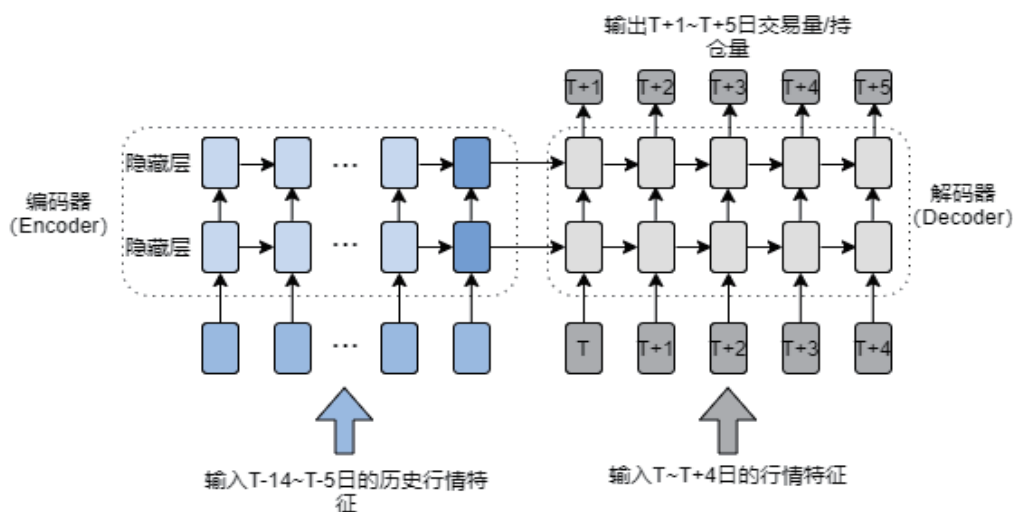 输出T+1~T+5日交易量/持
仓量
T+1 T+2 T+3 T+4 T+5
隐藏层
编码器
(Encoder)
隐藏层
解码器
(Decoder)
T T+1 T+2 T+3 T+4
输入T-14~T-5日的历史行情特
征
输入T~T+4日的行情特征